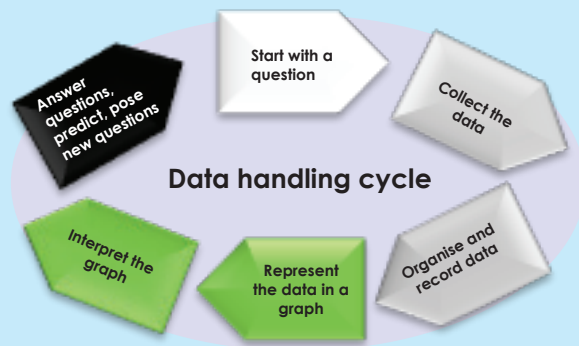 Start with a
question
Collect the
data
Organise and
record data
Represent
the data in a
graph
Interpret the
graph
Answer
questions,
predict, pose
new questions
Data handling cycle